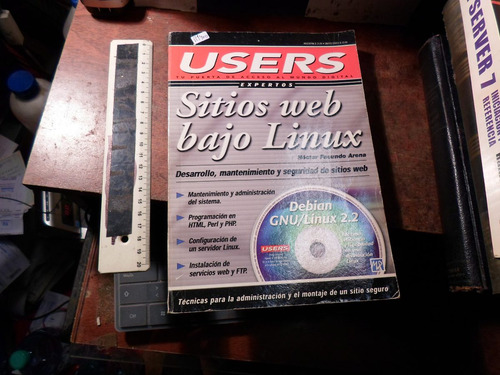 USERS
TU PUERTA DE ACCESO AL MUNDO DIGITAL
EXPERTOS
Sitios web
bajo Linux
Héctor Facundo Arena
Desarrollo, mantenimiento y seguridad de sitios web
Mantenimiento y administración
del sistema.
Programación en
HTML, Perl y PHP.
Configuración de
un servidor Linux.
Instalación de
servicios web y FTP.
Debian
GNU/Linux 2.2
USERS
Técnicas para la administración y el montaje de un sitio seguro
SERVER 7
REFERENCIA